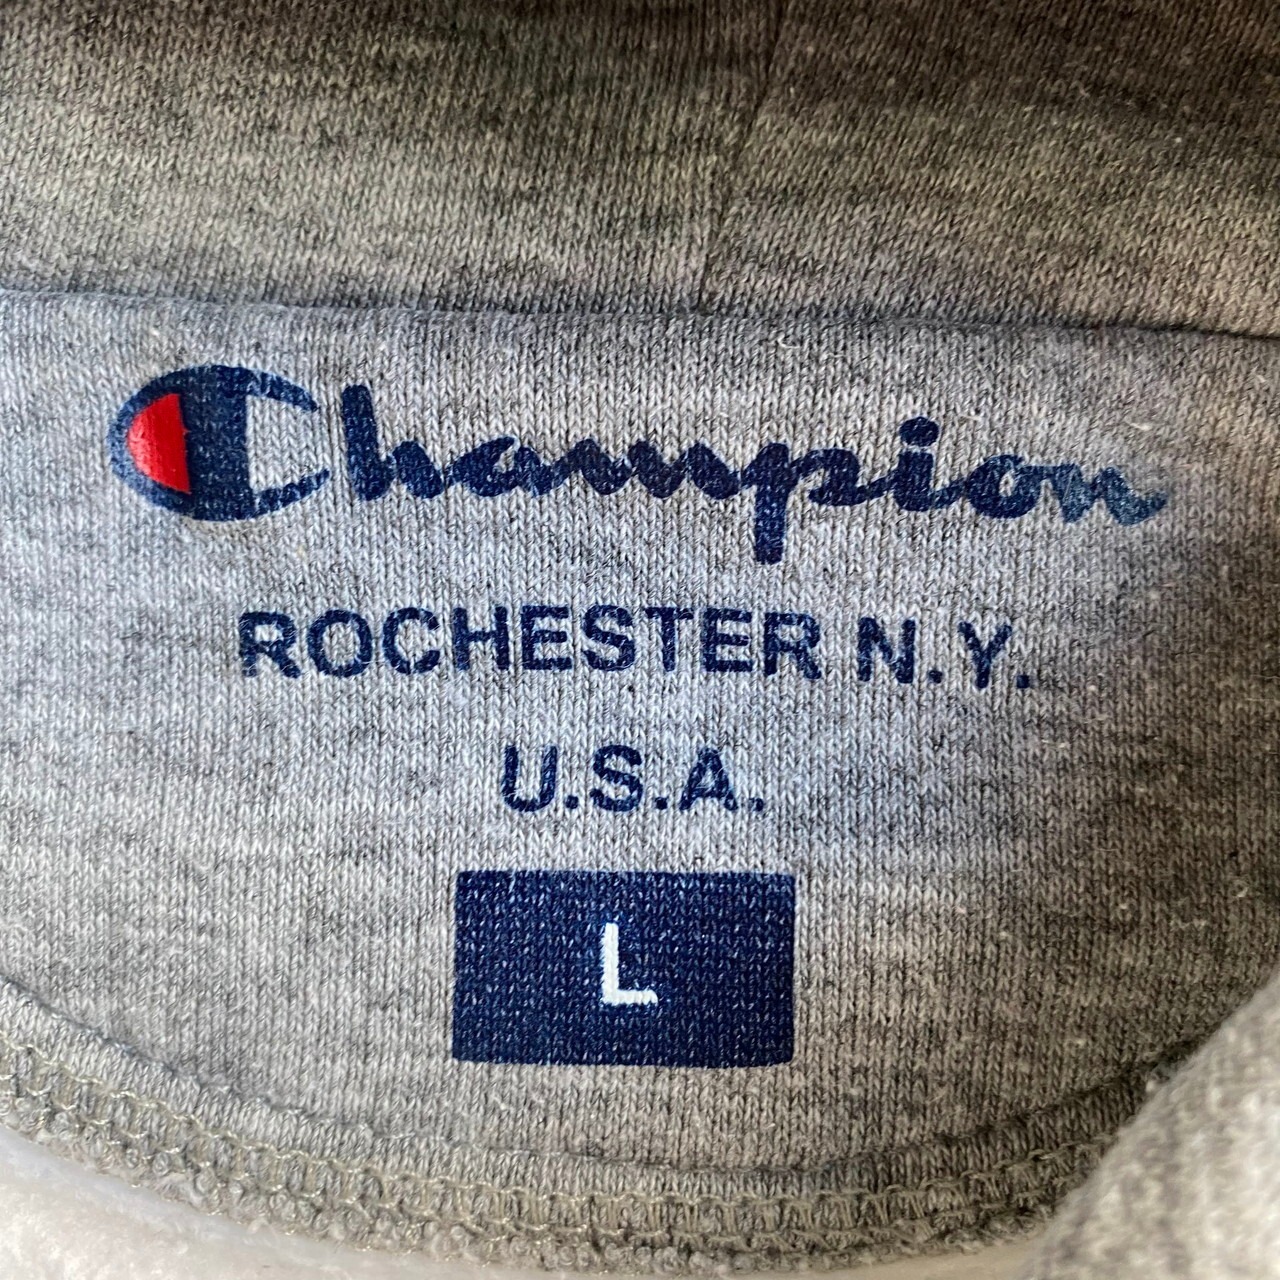 Champion
ROCHESTER N.Y.
U.S.A.
L